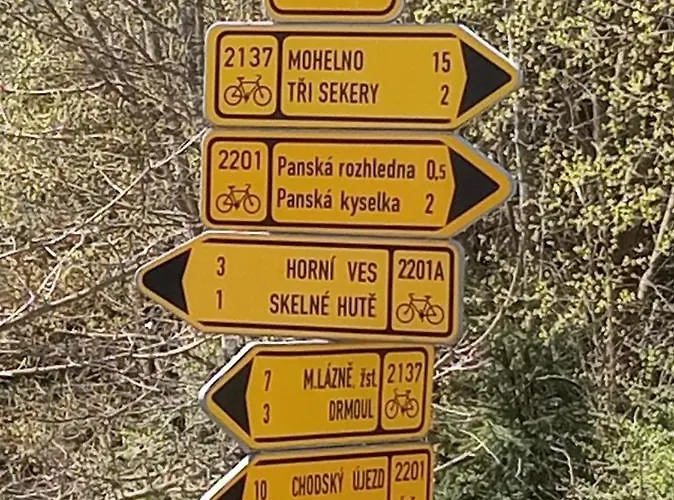 2137 MOHELNO 15
TŘI SEKERY 2
2201 Panská rozhledna 0,5
Panská kyselka 2
3 HORNÍ VES 2201A
1 SKELNÉ HUTĚ
7 M.LÁZNĚ, žst. 2137
3 DRMOUL
10 CHODSKÝ ÚJEZD 2201